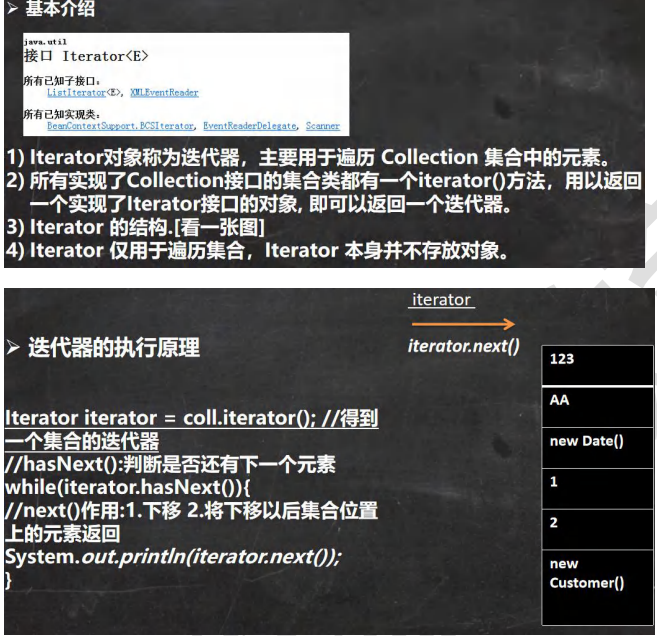 ➢ 基本介绍
java.util
接口 Iterator<E>
所有已知子接口:
ListIterator<E>, XMLEventReader
所有已知实现类:
BeanContextSupport.BCSIterator, EventReaderDelegate, Scanner
1) Iterator对象称为迭代器，主要用于遍历 Collection 集合中的元素。
2) 所有实现了Collection接口的集合类都有一个iterator()方法，用以返回
一个实现了Iterator接口的对象, 即可以返回一个迭代器。
3) Iterator 的结构.[看一张图]
4) Iterator 仅用于遍历集合，Iterator 本身并不存放对象。
iterator
➢ 迭代器的执行原理
iterator.next()
Iterator iterator = coll.iterator(); //得到
一个集合的迭代器
//hasNext():判断是否还有下一个元素
while(iterator.hasNext()){
//next()作用:1.下移 2.将下移以后集合位置
上的元素返回
System.out.println(iterator.next());
}
123
AA
new Date()
1
2
new
Customer()